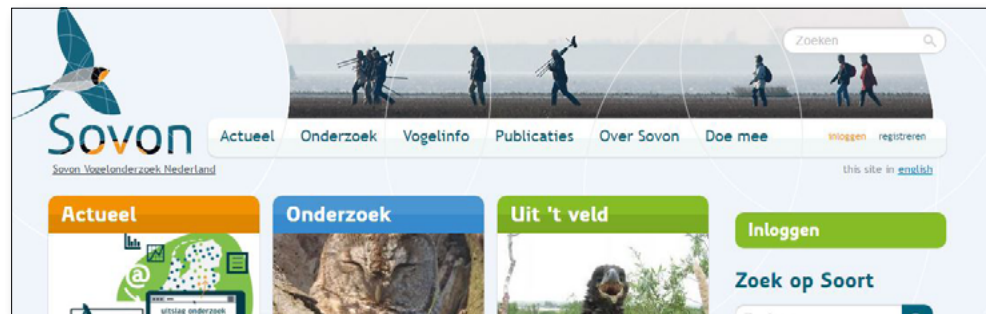 Zoeken
Sovon
Actueel Onderzoek Vogelinfo Publicaties Over Sovon Doe mee inloggen registreren
Sovon Vogelonderzoek Nederland
this site in english
Actueel Onderzoek Uit 't veld
Inloggen
@
Zoek op Soort
uitslag onderzoek